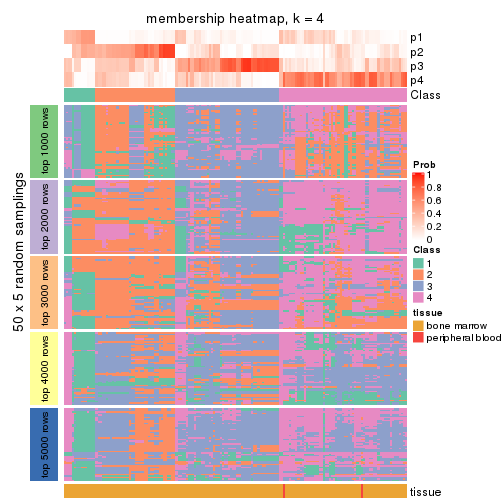 membership heatmap, k = 4
p1
p2
p3
p4
Class
50 x 5 random samplings
top 1000 rows
top 2000 rows
top 3000 rows
top 4000 rows
top 5000 rows
tissue
Prob
1
0.8
0.6
0.4
0.2
0
Class
1
2
3
4
tissue
bone marrow
peripheral blood